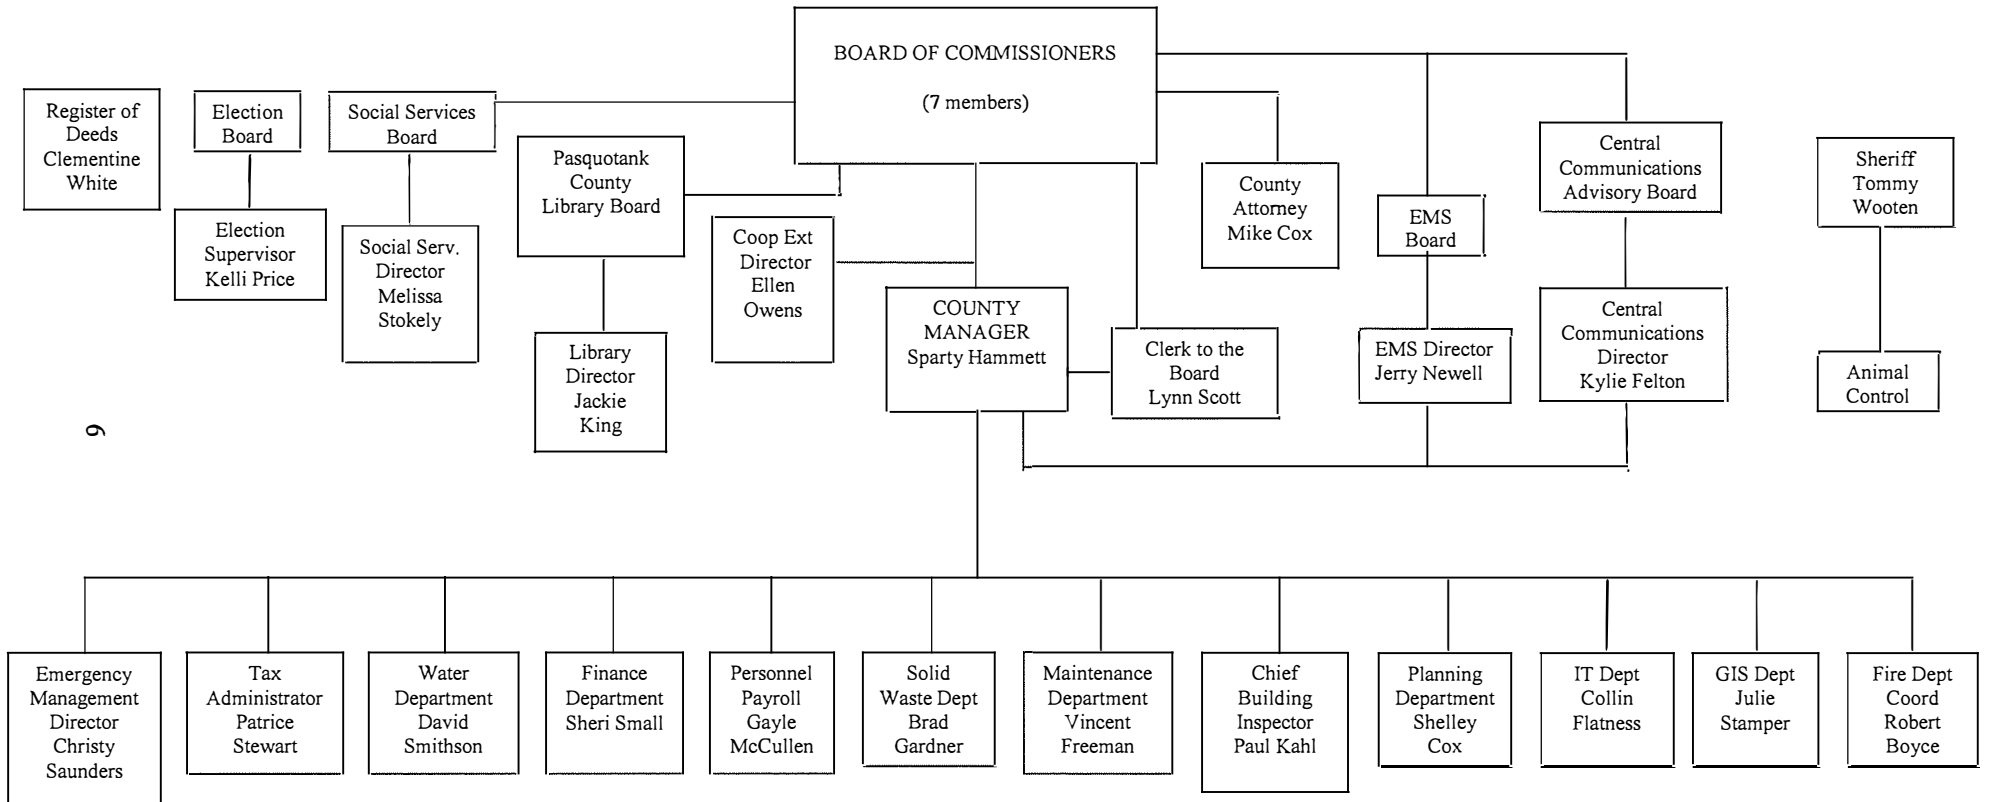 BOARD OF COMMISSIONERS
(7 members)
Register of
Deeds
Clementine
White
Election
Board
Social Services
Board
Pasquotank
County
Library Board
County
Attorney
Mike Cox
EMS
Board
Central
Communications
Advisory Board
Sheriff
Tommy
Wooten
Election
Supervisor
Kelli Price
Social Serv.
Director
Melissa
Stokely
Coop Ext
Director
Ellen
Owens
COUNTY
MANAGER
Sparty Hammett
Library
Director
Jackie
King
Clerk to the
Board
Lynn Scott
EMS Director
Jerry Newell
Central
Communications
Director
Kylie Felton
Animal
Control
9
Emergency
Management
Director
Christy
Saunders
Tax
Administrator
Patrice
Stewart
Water
Department
David
Smithson
Finance
Department
Sheri Small
Personnel
Payroll
Gayle
McCullen
Solid
Waste Dept
Brad
Gardner
Maintenance
Department
Vincent
Freeman
Chief
Building
Inspector
Paul Kahl
Planning
Department
Shelley
Cox
IT Dept
Collin
Flatness
GIS Dept
Julie
Stamper
Fire Dept
Coord
Robert
Boyce